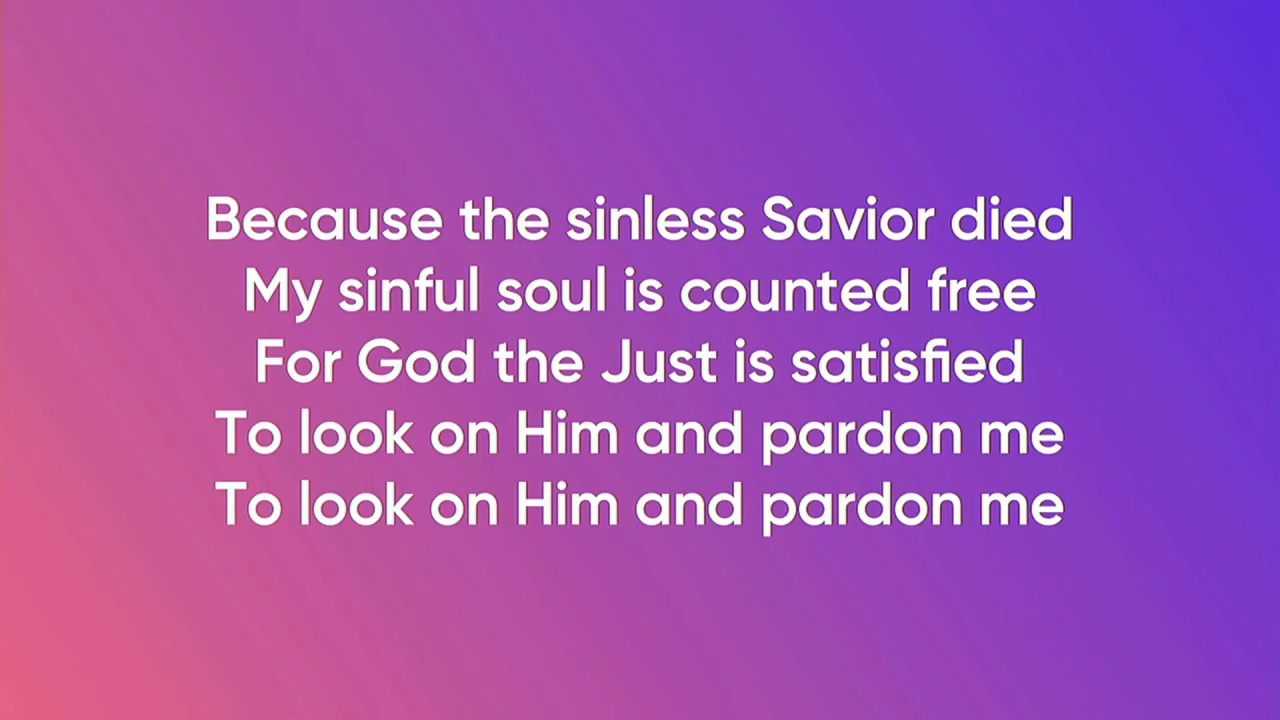 Because the sinless Savior died
My sinful soul is counted free
For God the Just is satisfied
To look on Him and pardon me
To look on Him and pardon me